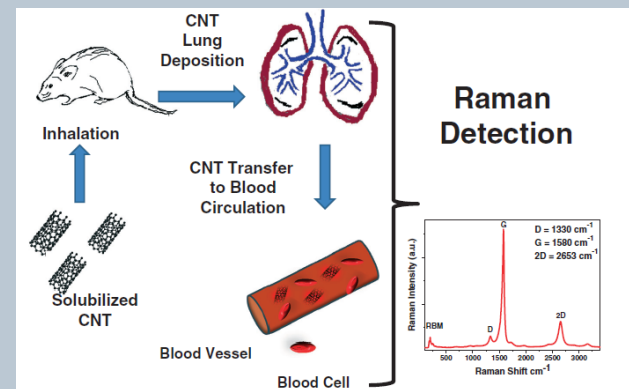 CNT
Lung
Deposition
Inhalation
Solubilized
CNT
CNT Transfer
to Blood
Circulation
Blood Vessel
Blood Cell
Raman
Detection
D = 1330 cm⁻¹
G = 1580 cm⁻¹
2D = 2653 cm⁻¹
G
RBM
D
2D
Raman Intensity (a.u.)
500 1000 1500 2000 2500 3000
Raman Shift cm⁻¹